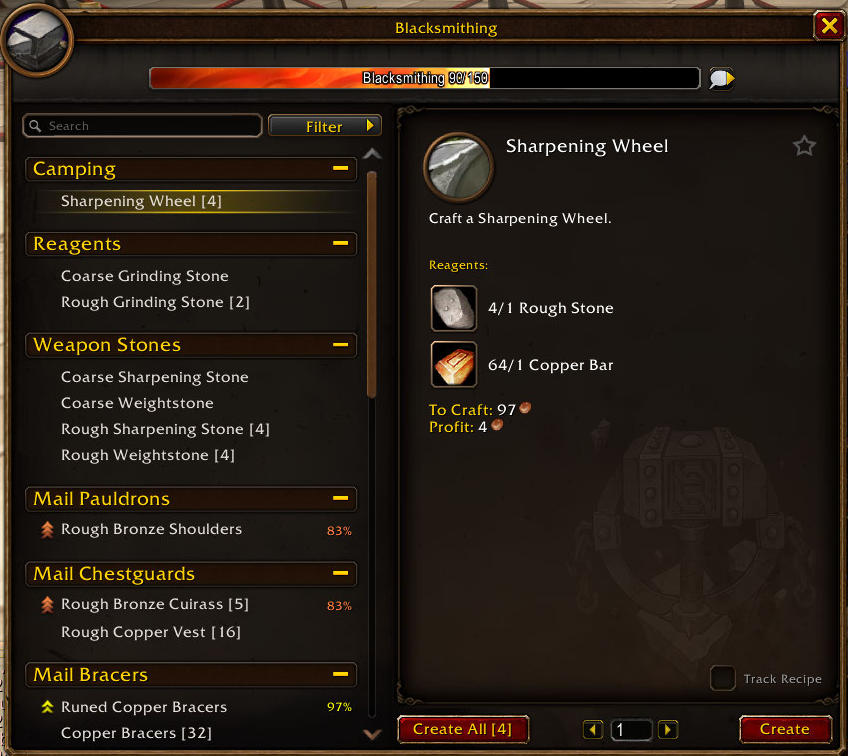 Blacksmithing
Blacksmithing 90/150
Search
Filter
Camping
Sharpening Wheel [4]
Reagents
Coarse Grinding Stone
Rough Grinding Stone [2]
Weapon Stones
Coarse Sharpening Stone
Coarse Weightstone
Rough Sharpening Stone [4]
Rough Weightstone [4]
Mail Pauldrons
Rough Bronze Shoulders 83%
Mail Chestguards
Rough Bronze Cuirass [5] 83%
Rough Copper Vest [16]
Mail Bracers
Runed Copper Bracers 97%
Copper Bracers [32]
Sharpening Wheel
Craft a Sharpening Wheel.
Reagents:
4/1 Rough Stone
64/1 Copper Bar
To Craft: 97
Profit: 4
Track Recipe
Create All [4]
1
Create